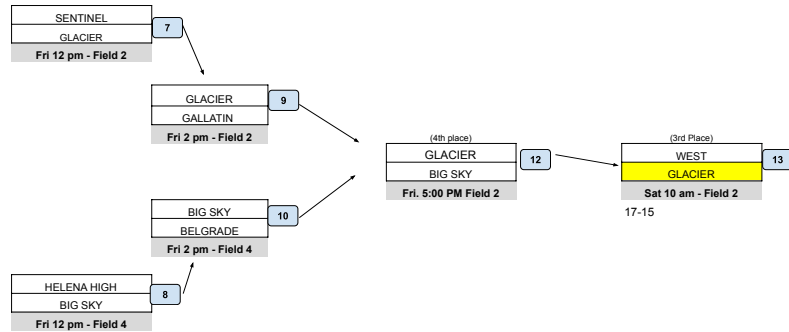 SENTINEL
7
GLACIER
Fri 12 pm - Field 2
GLACIER
9
GALLATIN
Fri 2 pm - Field 2
(4th place)
GLACIER
12
BIG SKY
Fri. 5:00 PM Field 2
(3rd Place)
WEST
13
GLACIER
Sat 10 am - Field 2
17-15
BIG SKY
10
BELGRADE
Fri 2 pm - Field 4
HELENA HIGH
8
BIG SKY
Fri 12 pm - Field 4